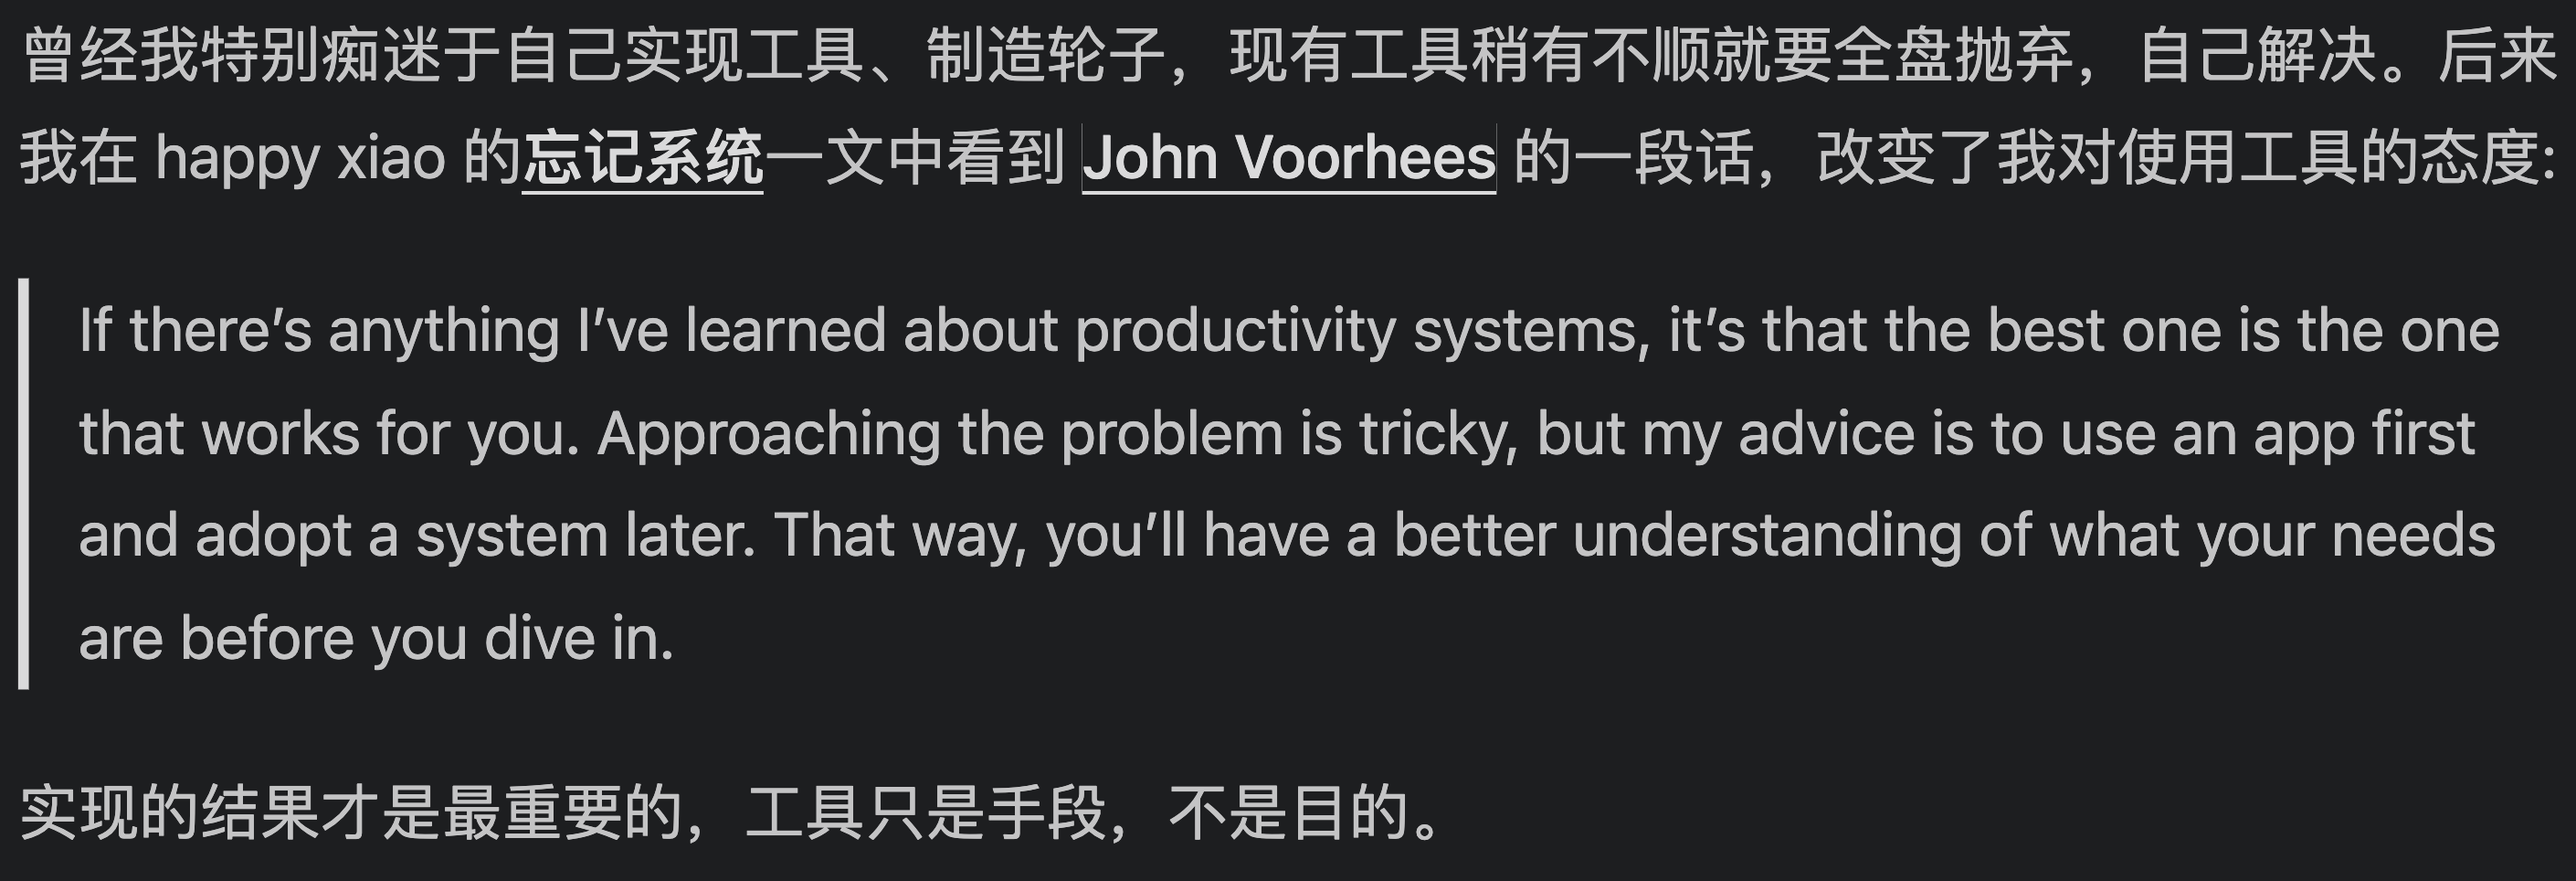 曾经我特别痴迷于自己实现工具、制造轮子，现有工具稍有不顺就要全盘抛弃，自己解决。后来
我在 happy xiao 的忘记系统一文中看到 John Voorhees 的一段话，改变了我对使用工具的态度:
If there’s anything I’ve learned about productivity systems, it’s that the best one is the one
that works for you. Approaching the problem is tricky, but my advice is to use an app first
and adopt a system later. That way, you’ll have a better understanding of what your needs
are before you dive in.
实现的结果才是最重要的，工具只是手段，不是目的。